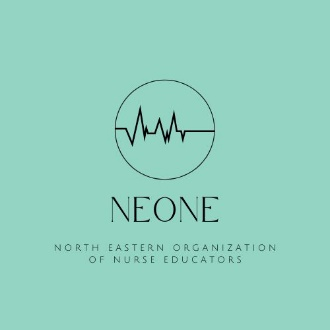 NEONE
NORTH EASTERN ORGANIZATION
OF NURSE EDUCATORS